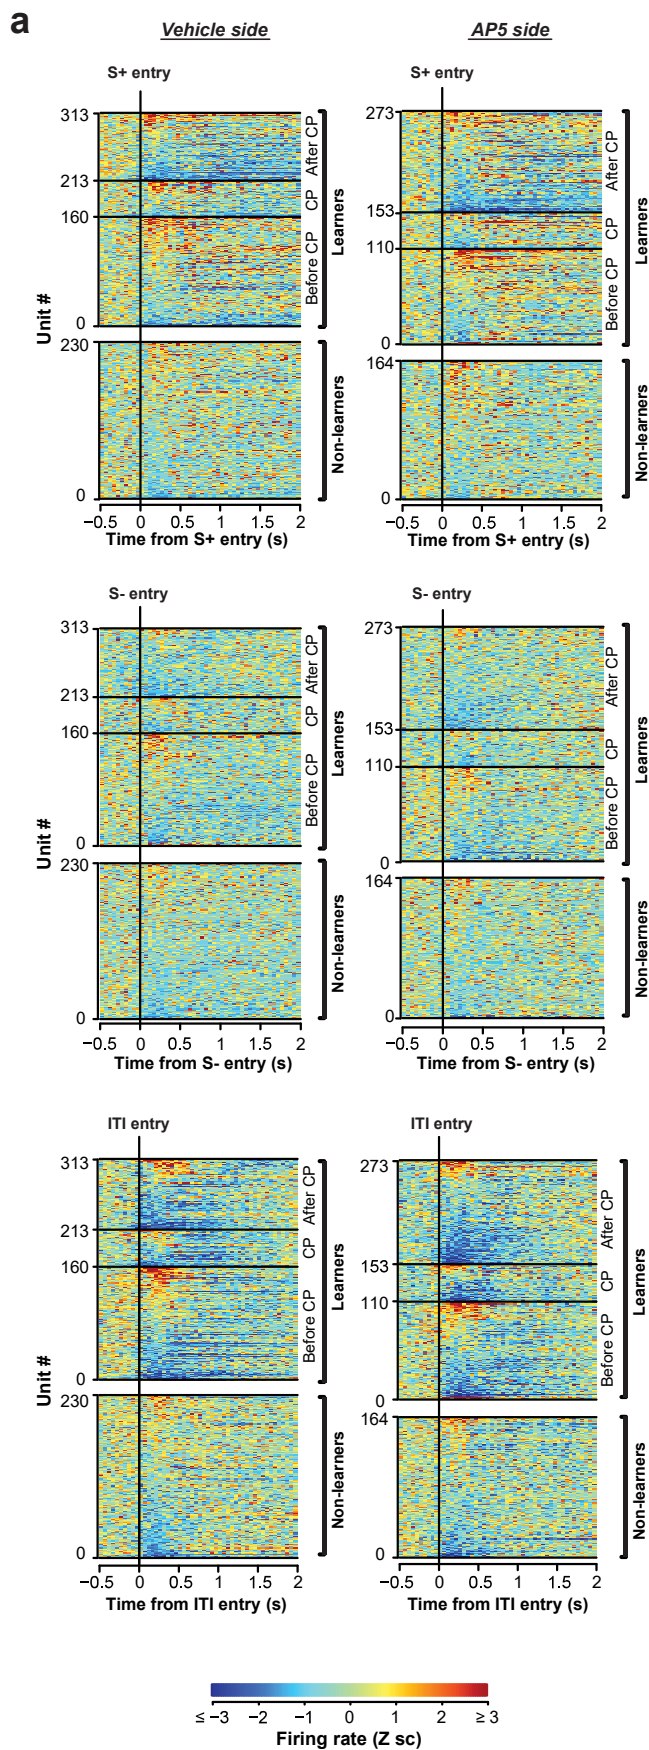 a
Vehicle side
AP5 side
S+ entry
S+ entry
Unit #
313
213
160
0
After CP
CP
Before CP
Learners
230
0
Non-learners
−0.5 0 0.5 1 1.5 2
Time from S+ entry (s)
273
153
110
0
After CP
CP
Before CP
Learners
164
0
Non-learners
−0.5 0 0.5 1 1.5 2
Time from S+ entry (s)
S- entry
S- entry
Unit #
313
213
160
0
After CP
CP
Before CP
Learners
230
0
Non-learners
−0.5 0 0.5 1 1.5 2
Time from S- entry (s)
273
153
110
0
After CP
CP
Before CP
Learners
164
0
Non-learners
−0.5 0 0.5 1 1.5 2
Time from S- entry (s)
ITI entry
ITI entry
Unit #
313
213
160
0
After CP
CP
Before CP
Learners
230
0
Non-learners
−0.5 0 0.5 1 1.5 2
Time from ITI entry (s)
273
153
110
0
After CP
CP
Before CP
Learners
164
0
Non-learners
−0.5 0 0.5 1 1.5 2
Time from ITI entry (s)
≤ −3 −2 −1 0 1 2 ≥ 3
Firing rate (Z sc)